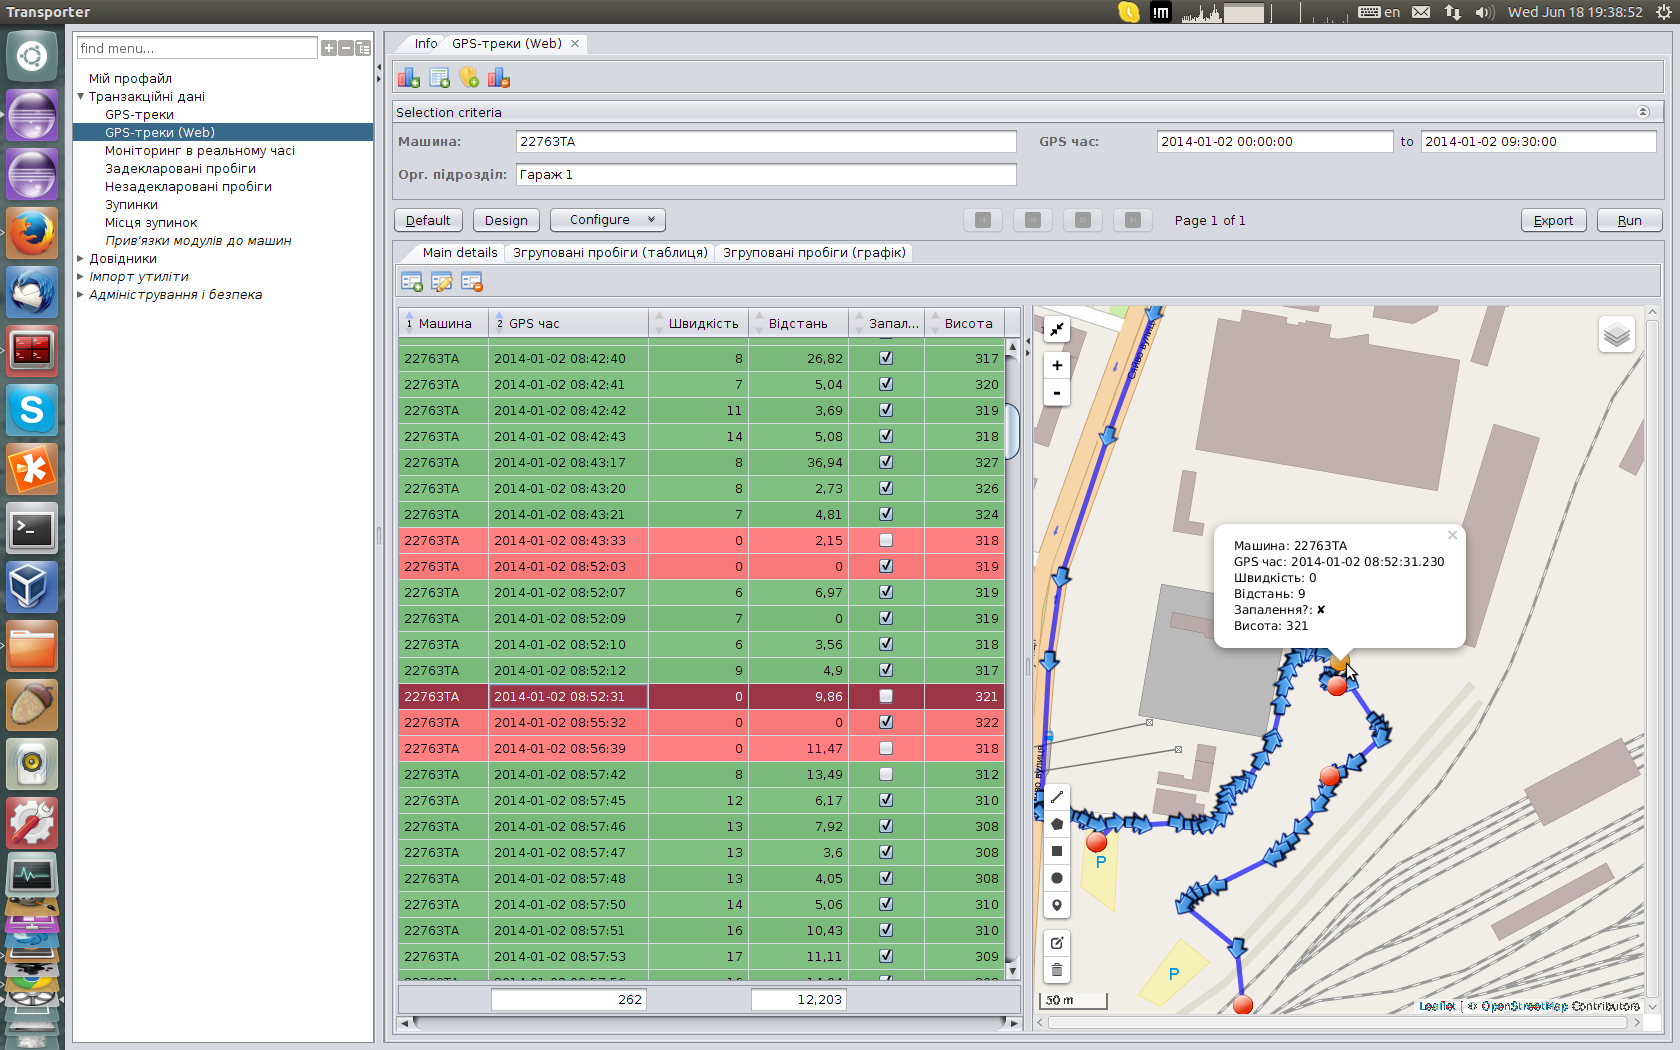 Transporter
en
Wed Jun 18 19:38:52
find menu...
Мій профайл
Транзакційні дані
GPS-треки
GPS-треки (Web)
Моніторинг в реальному часі
Задекларовані пробіги
Незадекларовані пробіги
Зупинки
Місця зупинок
Прив'язки модулів до машин
Довідники
Імпорт утиліти
Адміністрування і безпека
Info
GPS-треки (Web)
Selection criteria
Машина:
22763TA
GPS час:
2014-01-02 00:00:00
to
2014-01-02 09:30:00
Орг. підрозділ:
Гараж 1
Default
Design
Configure
Page 1 of 1
Export
Run
Main details
Згруповані пробіги (таблиця)
Згруповані пробіги (графік)
1 Машина 2 GPS час Швидкість Відстань Запал... Висота
22763TA 2014-01-02 08:42:40 8 26,82 317
22763TA 2014-01-02 08:42:41 7 5,04 320
22763TA 2014-01-02 08:42:42 11 3,69 319
22763TA 2014-01-02 08:42:43 14 5,08 318
22763TA 2014-01-02 08:43:17 8 36,94 327
22763TA 2014-01-02 08:43:20 8 2,73 326
22763TA 2014-01-02 08:43:21 7 4,81 324
22763TA 2014-01-02 08:43:33 0 2,15 318
22763TA 2014-01-02 08:52:03 0 0 319
22763TA 2014-01-02 08:52:07 6 6,97 319
22763TA 2014-01-02 08:52:09 7 0 319
22763TA 2014-01-02 08:52:10 6 3,56 318
22763TA 2014-01-02 08:52:12 9 4,9 317
22763TA 2014-01-02 08:52:31 0 9,86 321
22763TA 2014-01-02 08:55:32 0 0 322
22763TA 2014-01-02 08:56:39 0 11,47 318
22763TA 2014-01-02 08:57:42 8 13,49 312
22763TA 2014-01-02 08:57:45 12 6,17 310
22763TA 2014-01-02 08:57:46 13 7,92 308
22763TA 2014-01-02 08:57:47 13 3,6 308
22763TA 2014-01-02 08:57:48 13 4,05 308
22763TA 2014-01-02 08:57:50 14 5,06 310
22763TA 2014-01-02 08:57:51 16 10,43 310
22763TA 2014-01-02 08:57:53 17 11,11 309
262
12,203
+
-
Машина: 22763TA
GPS час: 2014-01-02 08:52:31.230
Швидкість: 0
Відстань: 9
Запалення?: ✘
Висота: 321
P
P
50 m
Leaflet | © OpenStreetMap Contributors